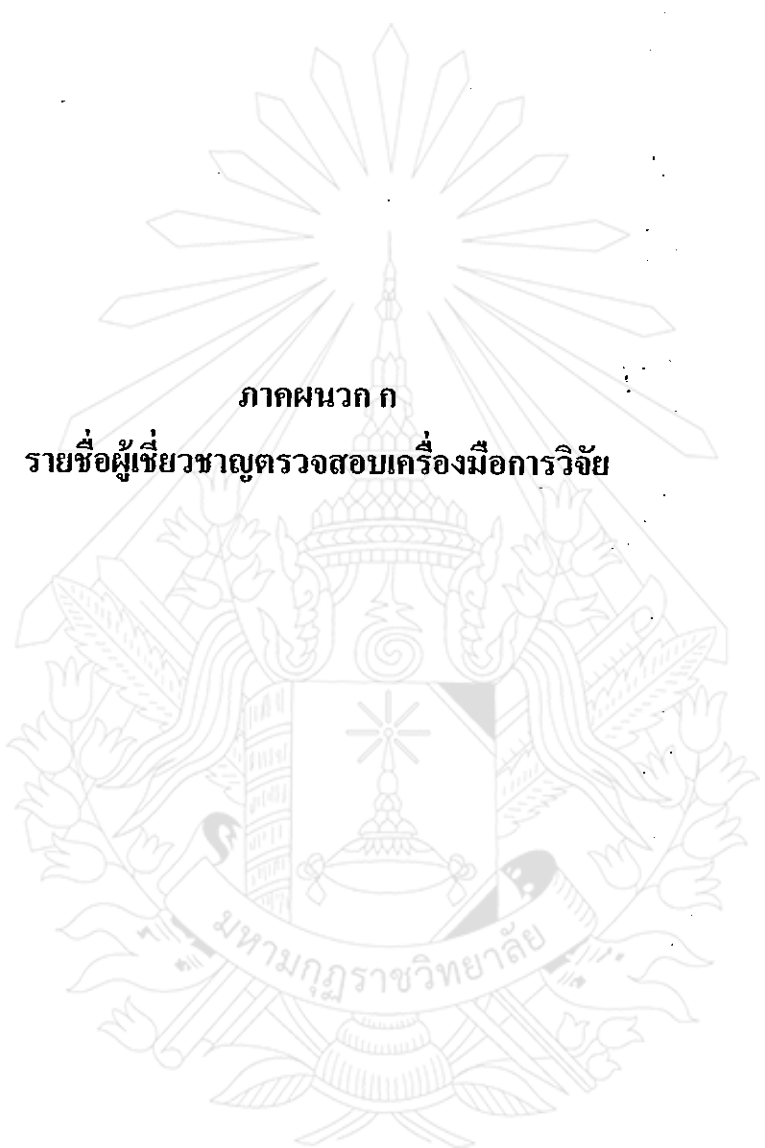 ภาคผนวก ก
รายชื่อผู้เชี่ยวชาญตรวจสอบเครื่องมือการวิจัย
มหามกุฏราชวิทยาลัย